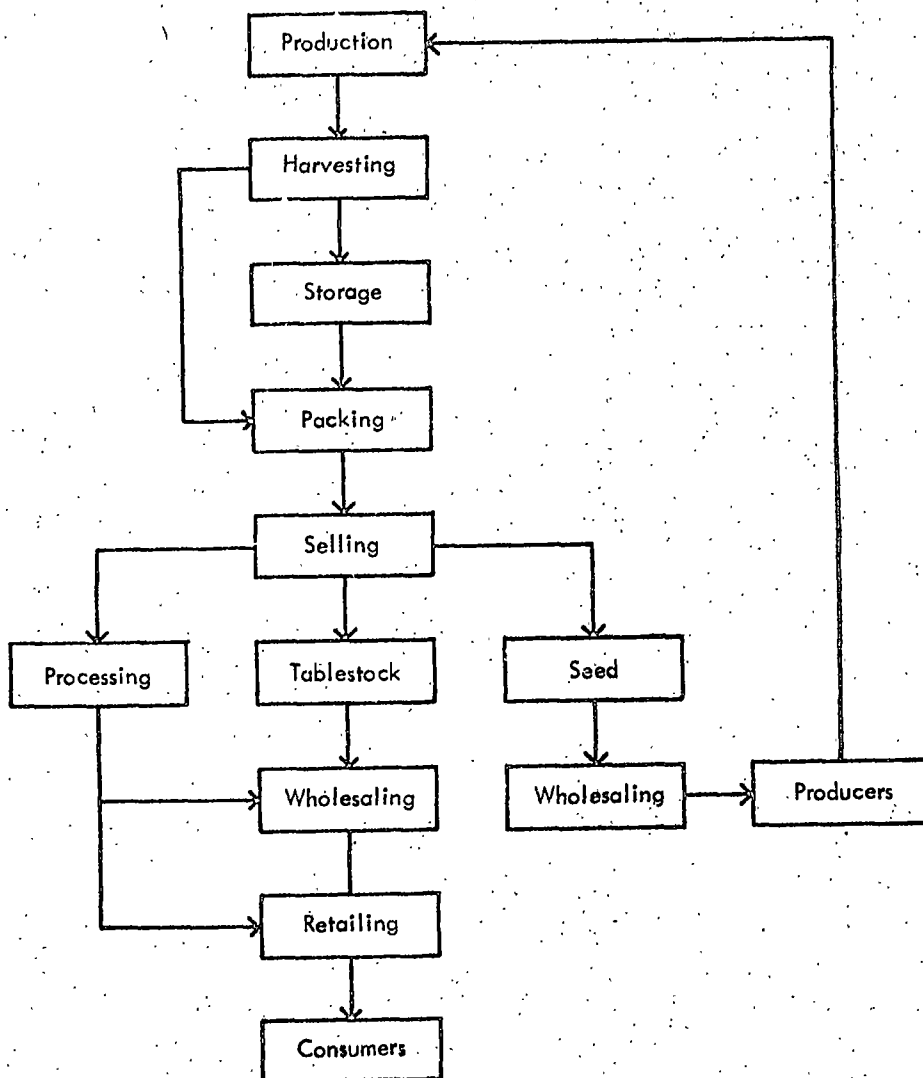 Production
Harvesting
Storage
Packing
Selling
Processing
Tablestock
Seed
Wholesaling
Wholesaling
Producers
Retailing
Consumers